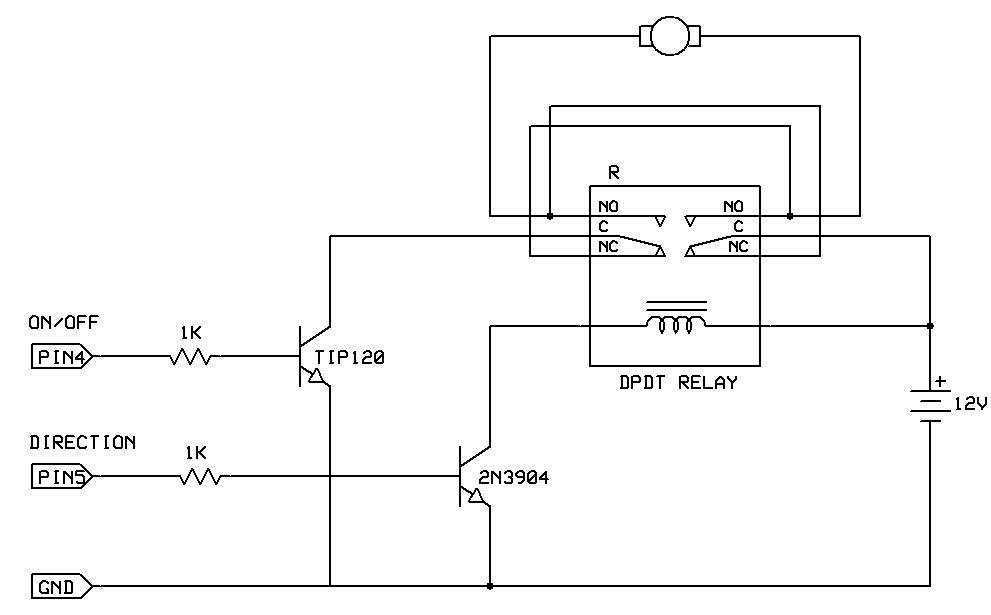 R
NO NO
C C
NC NC
ON/OFF
1K
PIN4
TIP120
DPDT RELAY
+
12V
DIRECTION
1K
PIN5
2N3904
GND